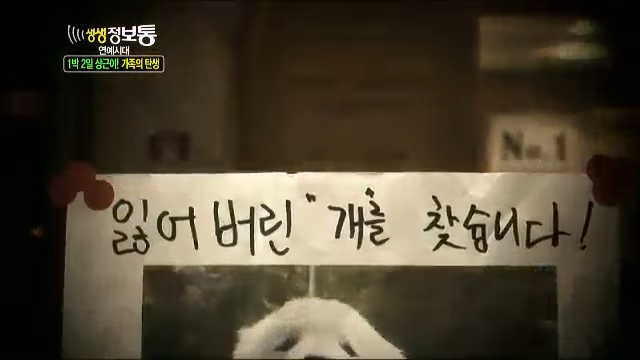 생생정보통
연예시대
1박 2일 상근이! 가족의 탄생
No.1
잃어버린 "개"를 찾습니다!